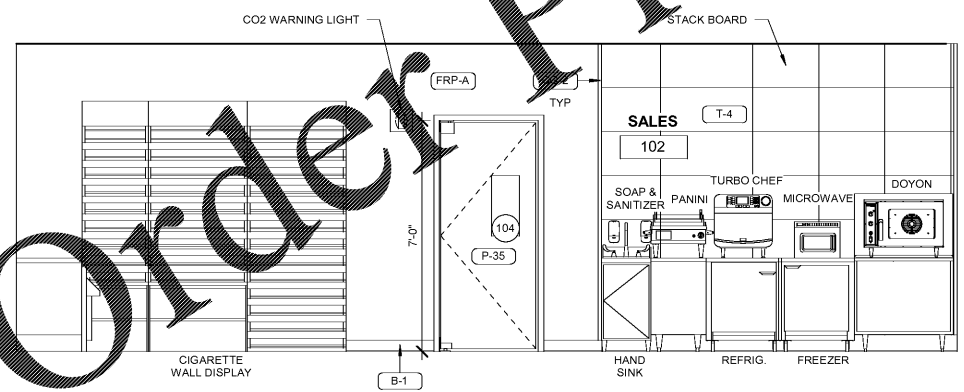 CO2 WARNING LIGHT
STACK BOARD
FRP-A
TYP
T-4
SALES
102
TURBO CHEF
DOYON
SOAP &
SANITIZER
PANINI
MICROWAVE
104
7'-0"
P-35
CIGARETTE
WALL DISPLAY
HAND
SINK
REFRIG.
FREEZER
B-1
Order